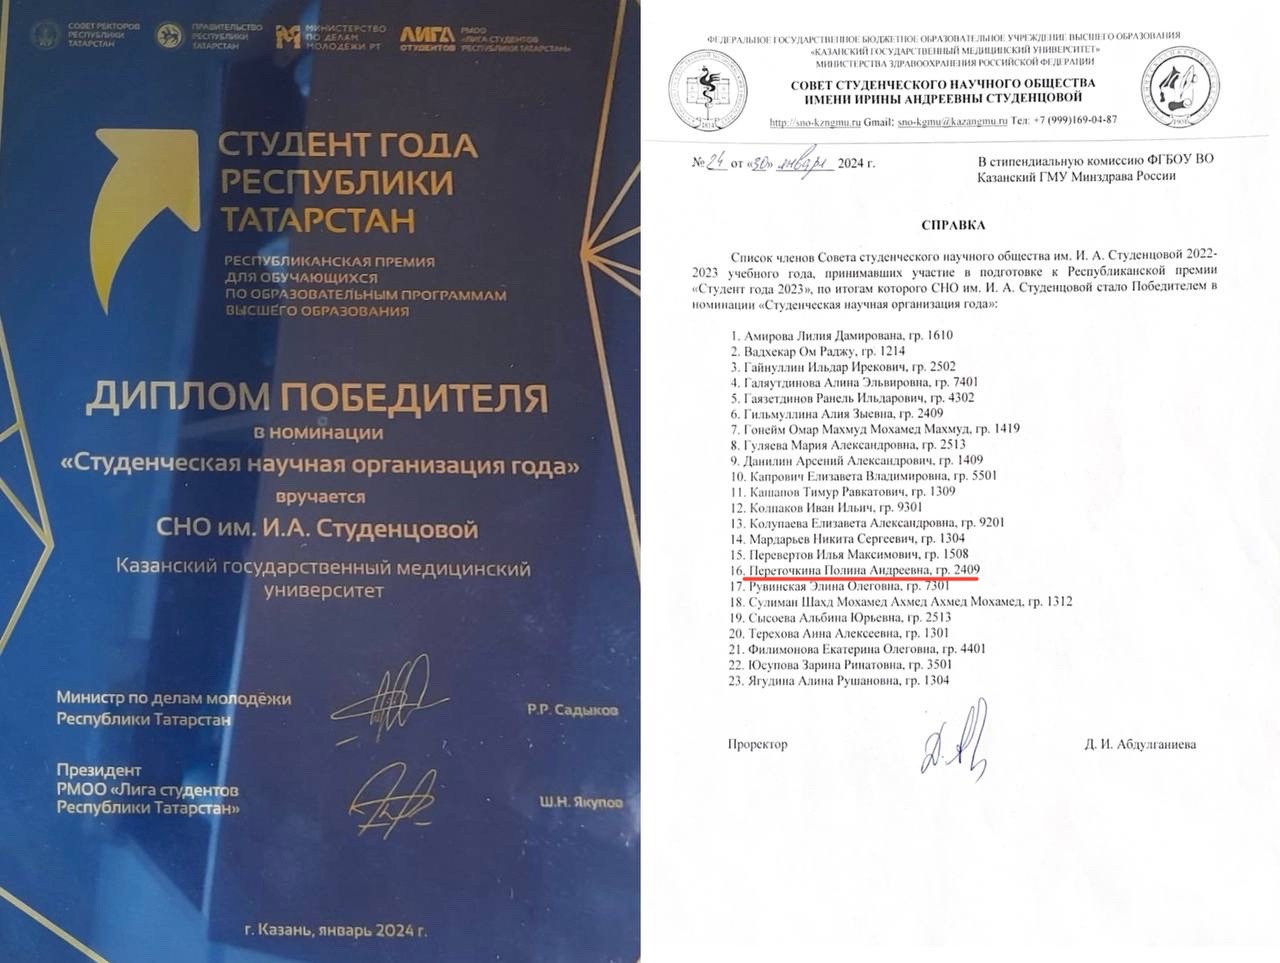 СОВЕТ РЕКТОРОВ
РЕСПУБЛИКИ
ТАТАРСТАН
ПРАВИТЕЛЬСТВО
РЕСПУБЛИКИ
ТАТАРСТАН
МИНИСТЕРСТВО
ПО ДЕЛАМ
МОЛОДЕЖИ РТ
ЛИГА
СТУДЕНТОВ
РМОО
«ЛИГА СТУДЕНТОВ
РЕСПУБЛИКИ ТАТАРСТАН»
СТУДЕНТ ГОДА
РЕСПУБЛИКИ
ТАТАРСТАН
РЕСПУБЛИКАНСКАЯ ПРЕМИЯ
ДЛЯ ОБУЧАЮЩИХСЯ
ПО ОБРАЗОВАТЕЛЬНЫМ ПРОГРАММАМ
ВЫСШЕГО ОБРАЗОВАНИЯ
ДИПЛОМ ПОБЕДИТЕЛЯ
в номинации
«Студенческая научная организация года»
вручается
СНО им. И.А. Студенцовой
Казанский государственный медицинский
университет
Министр по делам молодёжи
Республики Татарстан
Р.Р. Садыков
Президент
РМОО «Лига студентов
Республики Татарстан»
Ш.Н. Якупов
г. Казань, январь 2024 г.
ФЕДЕРАЛЬНОЕ ГОСУДАРСТВЕННОЕ БЮДЖЕТНОЕ ОБРАЗОВАТЕЛЬНОЕ УЧРЕЖДЕНИЕ ВЫСШЕГО ОБРАЗОВАНИЯ
«КАЗАНСКИЙ ГОСУДАРСТВЕННЫЙ МЕДИЦИНСКИЙ УНИВЕРСИТЕТ»
МИНИСТЕРСТВА ЗДРАВООХРАНЕНИЯ РОССИЙСКОЙ ФЕДЕРАЦИИ
СОВЕТ СТУДЕНЧЕСКОГО НАУЧНОГО ОБЩЕСТВА
ИМЕНИ ИРИНЫ АНДРЕЕВНЫ СТУДЕНЦОВОЙ
http://sno-kzngmu.ru Gmail: sno-kgmu@kazangmu.ru Тел: +7 (999)169-04-87
№ 24 от «30» января 2024 г.
В стипендиальную комиссию ФГБОУ ВО
Казанский ГМУ Минздрава России
СПРАВКА
Список членов Совета студенческого научного общества им. И. А. Студенцовой 2022-
2023 учебного года, принимавших участие в подготовке к Республиканской премии
«Студент года 2023», по итогам которого СНО им. И. А. Студенцовой стало Победителем в
номинации «Студенческая научная организация года»:
1. Амирова Лилия Дамировна, гр. 1610
2. Вадхекар Ом Раджу, гр. 1214
3. Гайнуллин Ильдар Ирекович, гр. 2502
4. Галяутдинова Алина Эльвировна, гр. 7401
5. Гаязетдинов Ранель Ильдарович, гр. 4302
6. Гильмуллина Алия Зыевна, гр. 2409
7. Гонейм Омар Махмуд Мохамед Махмуд, гр. 1419
8. Гуляева Мария Александровна, гр. 2513
9. Данилин Арсений Александрович, гр. 1409
10. Капрович Елизавета Владимировна, гр. 5501
11. Кашапов Тимур Равкатович, гр. 1309
12. Колпаков Иван Ильич, гр. 9301
13. Колупаева Елизавета Александровна, гр. 9201
14. Мардарьев Никита Сергеевич, гр. 1304
15. Перевертов Илья Максимович, гр. 1508
16. Переточкина Полина Андреевна, гр. 2409
17. Рувинская Элина Олеговна, гр. 7301
18. Сулиман Шахд Мохамед Ахмед Ахмед Мохамед, гр. 1312
19. Сысоева Альбина Юрьевна, гр. 2513
20. Терехова Анна Алексеевна, гр. 1301
21. Филимонова Екатерина Олеговна, гр. 4401
22. Юсупова Зарина Ринатовна, гр. 3501
23. Ягудина Алина Рушановна, гр. 1304
Проректор
Д. И. Абдулганиева